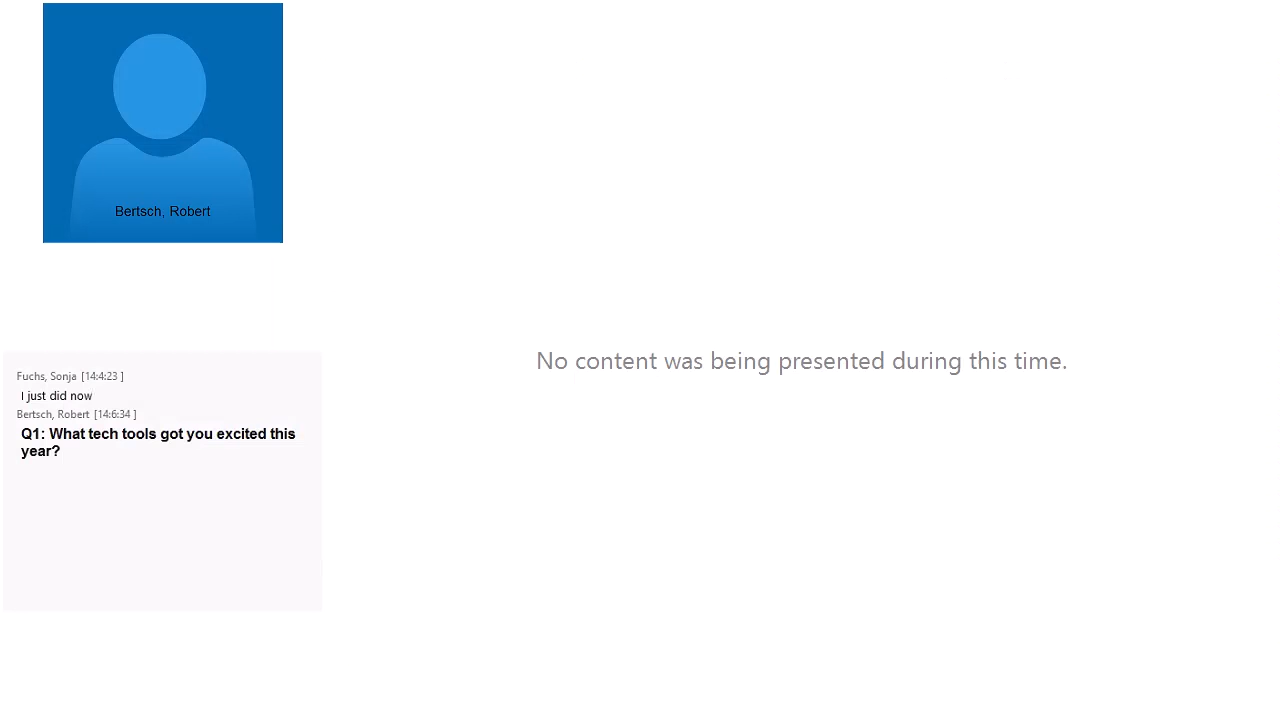 Bertsch, Robert
No content was being presented during this time.
Fuchs, Sonja [14:4:23 ]
I just did now
Bertsch, Robert [14:6:34 ]
Q1: What tech tools got you excited this
year?